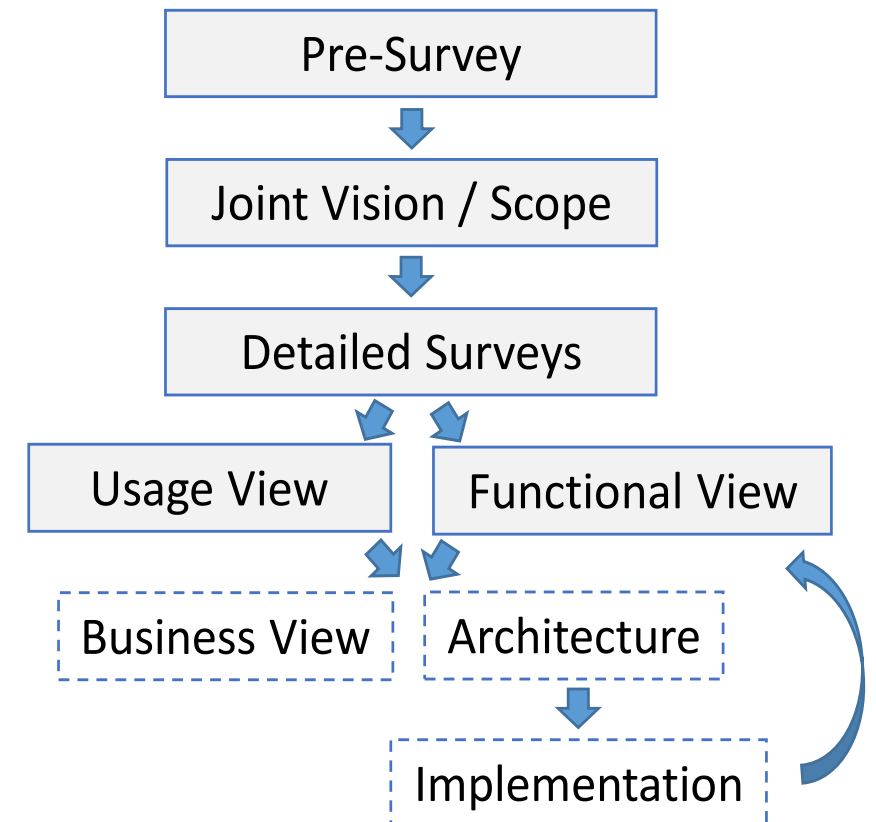 Pre-Survey
Joint Vision / Scope
Detailed Surveys
Usage View
Functional View
Business View
Architecture
Implementation